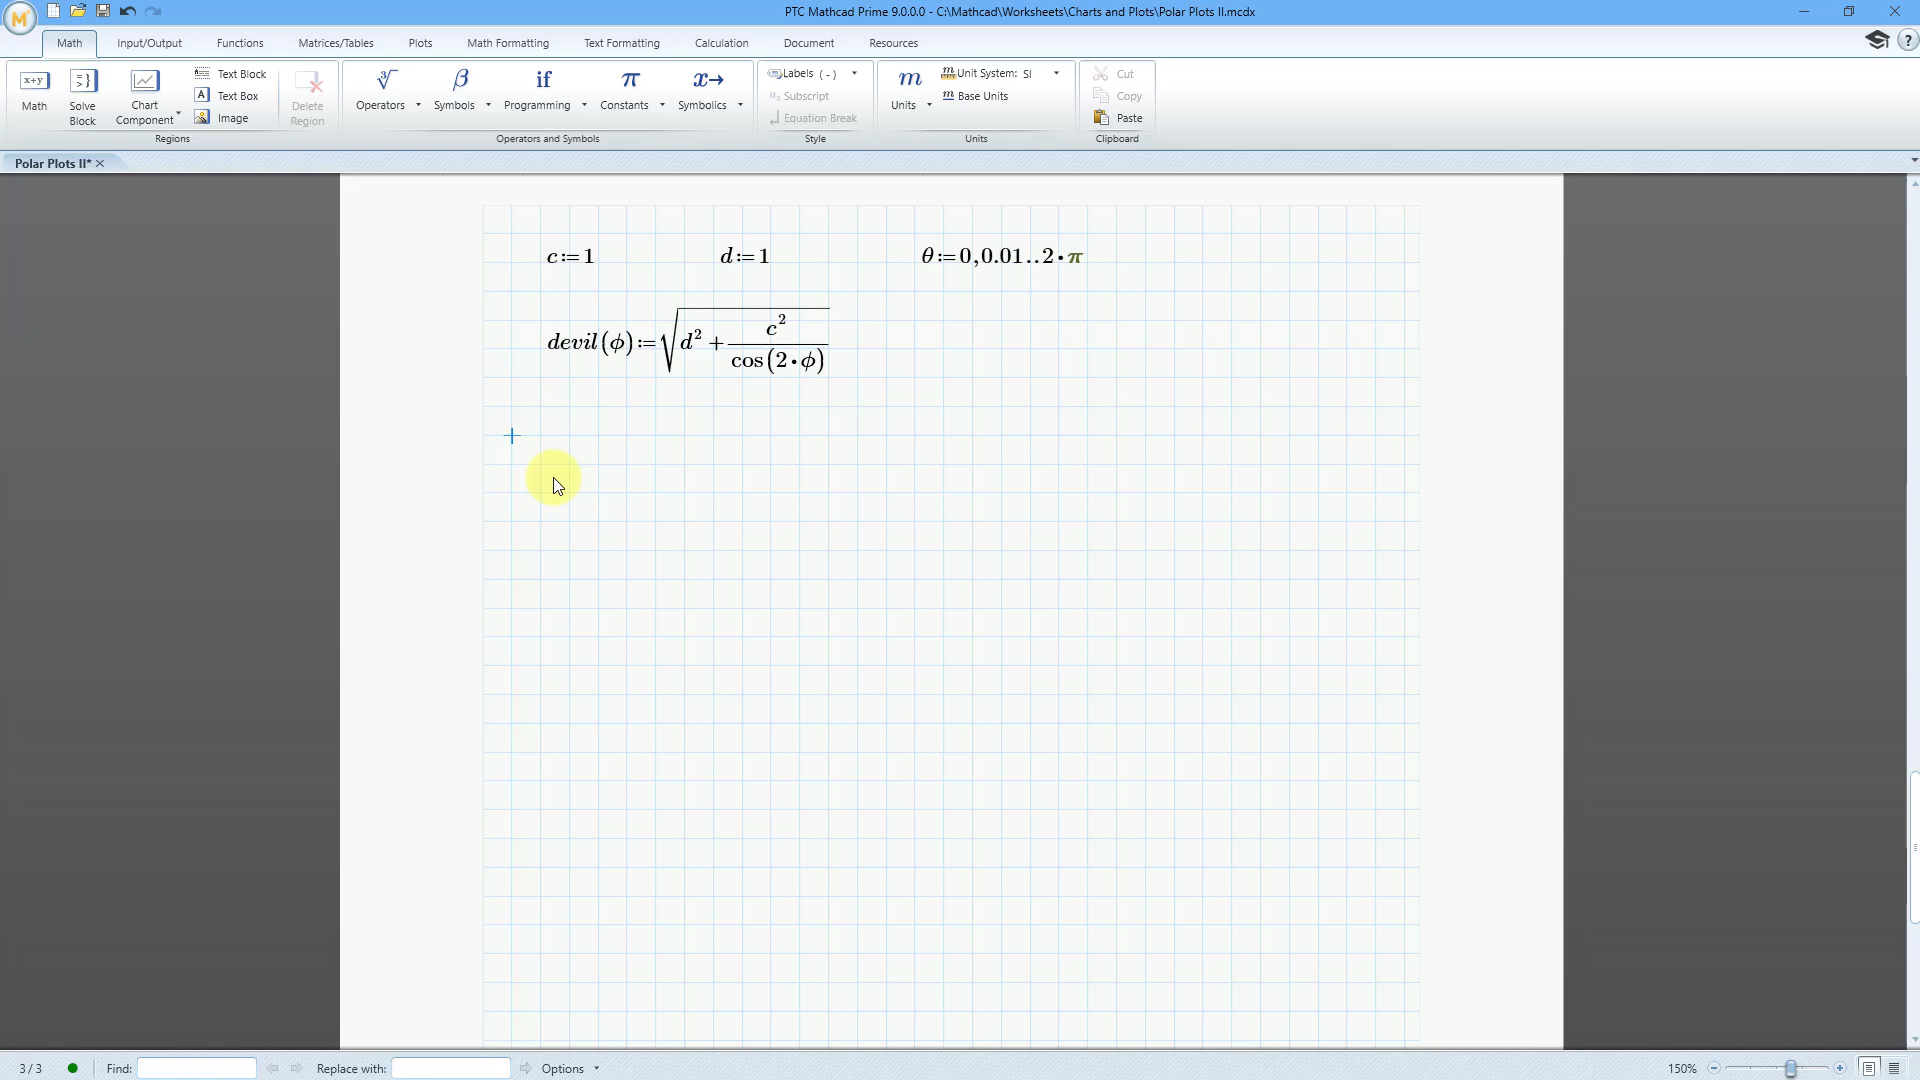 PTC Mathcad Prime 9.0.0.0 - C:\Mathcad\Worksheets\Charts and Plots\Polar Plots II.mcdx
Math Input/Output Functions Matrices/Tables Plots Math Formatting Text Formatting Calculation Document Resources
Math
Solve Block
Chart Component
Text Block
Text Box
Image
Delete Region
Regions
Operators
Symbols
if Programming
π Constants
Symbolics
Operators and Symbols
Labels ( - )
Subscript
Equation Break
Style
Units
Unit System: SI
Base Units
Units
Cut
Copy
Paste
Clipboard
Polar Plots II*
c:=1 d:=1 θ:=0,0.01..2·π
devil(φ):=√(d² + c²/cos(2·φ))
3 / 3 Find: Replace with: Options 150%